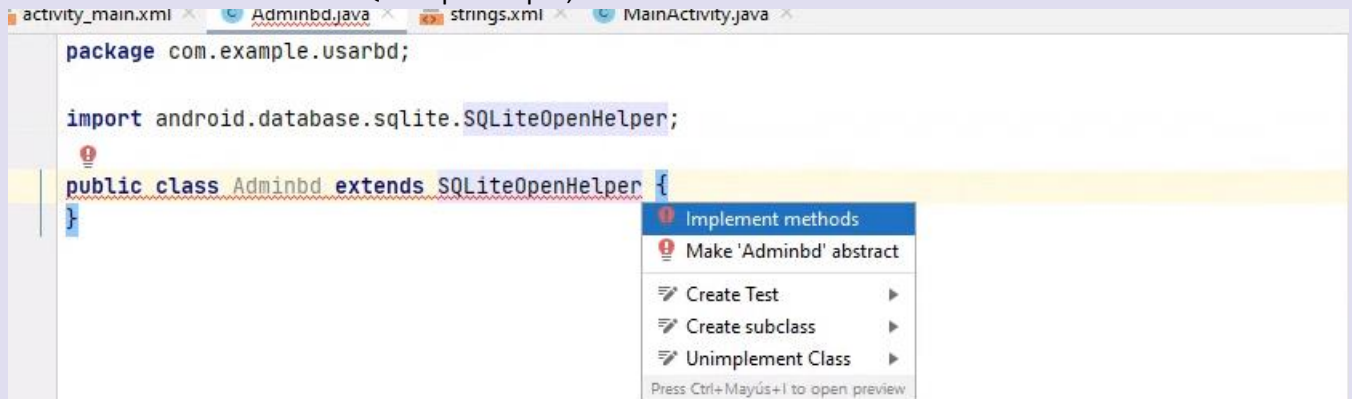 activity_main.xml × Adminbd.java × strings.xml × MainActivity.java ×
package com.example.usarbd;
import android.database.sqlite.SQLiteOpenHelper;
public class Adminbd extends SQLiteOpenHelper {
}
Implement methods
Make 'Adminbd' abstract
Create Test
Create subclass
Unimplement Class
Press Ctrl+Mayús+I to open preview